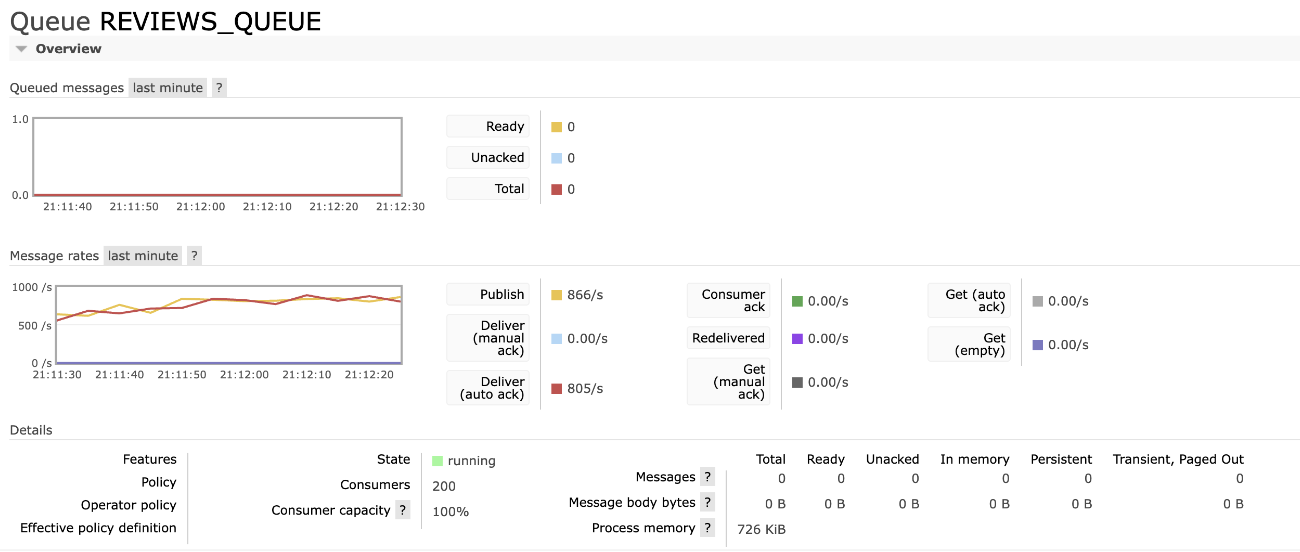 Queue REVIEWS_QUEUE
Overview
Queued messages last minute ?
1.0
0.0
21:11:40 21:11:50 21:12:00 21:12:10 21:12:20 21:12:30
Ready 0
Unacked 0
Total 0
Message rates last minute ?
1000 /s
500 /s
0 /s
21:11:30 21:11:40 21:11:50 21:12:00 21:12:10 21:12:20
Publish 866/s
Deliver
(manual 0.00/s
ack)
Deliver
(auto ack) 805/s
Consumer
ack 0.00/s
Redelivered 0.00/s
Get
(manual 0.00/s
ack)
Get (auto
ack) 0.00/s
Get
(empty) 0.00/s
Details
Features
Policy
Operator policy
Effective policy definition
State running
Consumers 200
Consumer capacity ? 100%
Total Ready Unacked In memory Persistent Transient, Paged Out
Messages ? 0 0 0 0 0 0
Message body bytes ? 0 B 0 B 0 B 0 B 0 B 0 B
Process memory ? 726 KiB